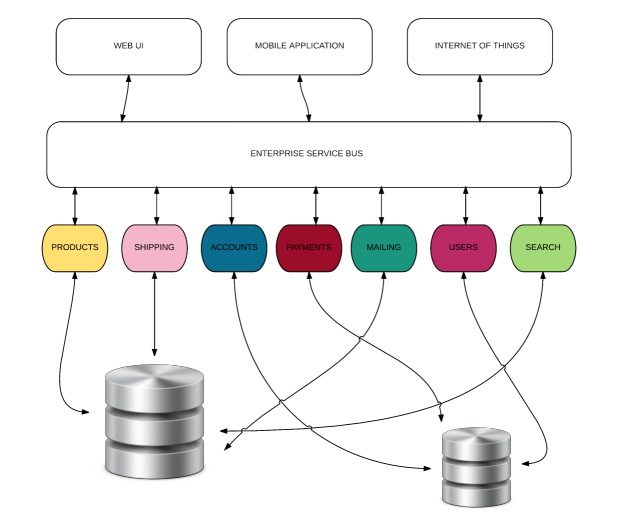 WEB UI
MOBILE APPLICATION
INTERNET OF THINGS
ENTERPRISE SERVICE BUS
PRODUCTS
SHIPPING
ACCOUNTS
PAYMENTS
MAILING
USERS
SEARCH